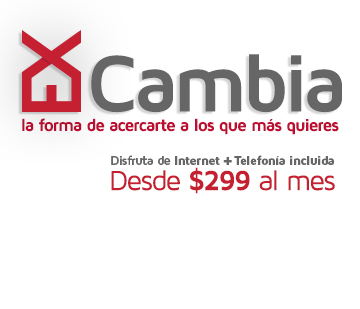 Cambia
la forma de acercarte a los que más quieres
Disfruta de Internet + Telefonía incluida
Desde $299 al mes